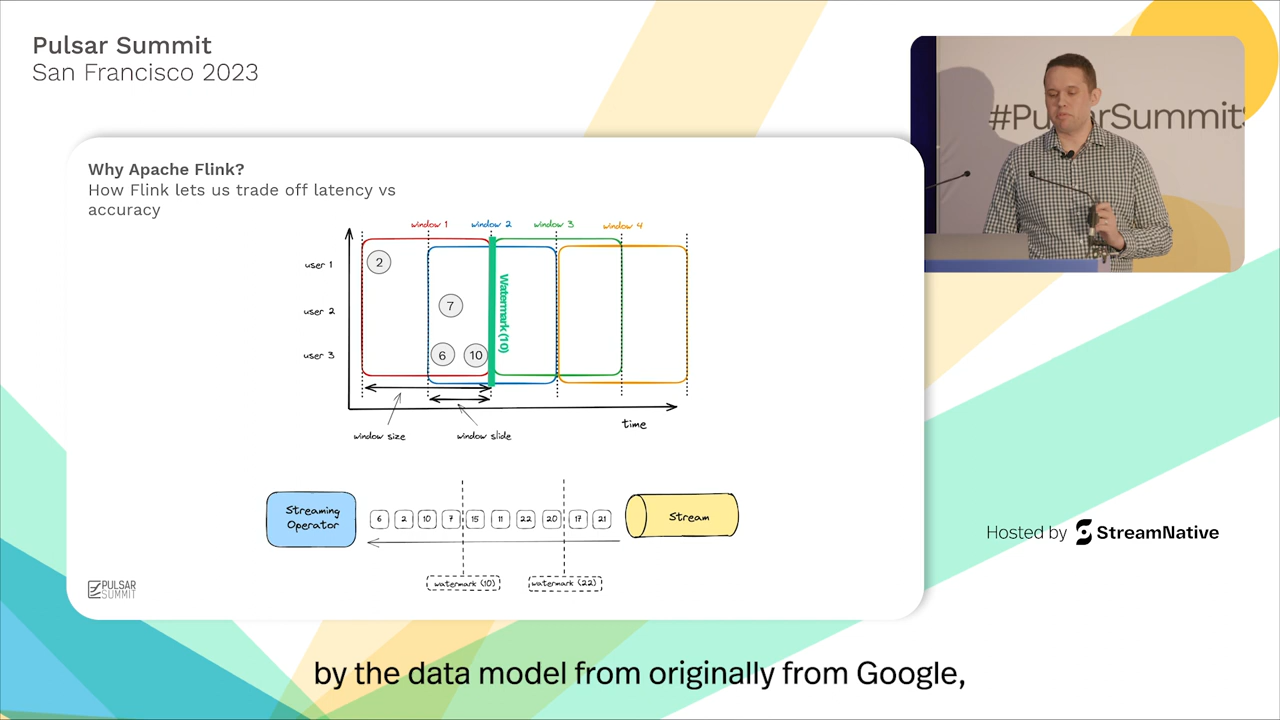 Pulsar Summit
San Francisco 2023
#PulsarSummitS
Why Apache Flink?
How Flink lets us trade off latency vs
accuracy
window 1
window 2
window 3
window 4
user 1
2
user 2
7
user 3
6
10
Watermark (10)
window size
window slide
time
Streaming
Operator
6 2 10 7 15 11 22 20 17 21
Stream
watermark (10)
watermark (22)
PULSAR
SUMMIT
Hosted by StreamNative
by the data model from originally from Google,